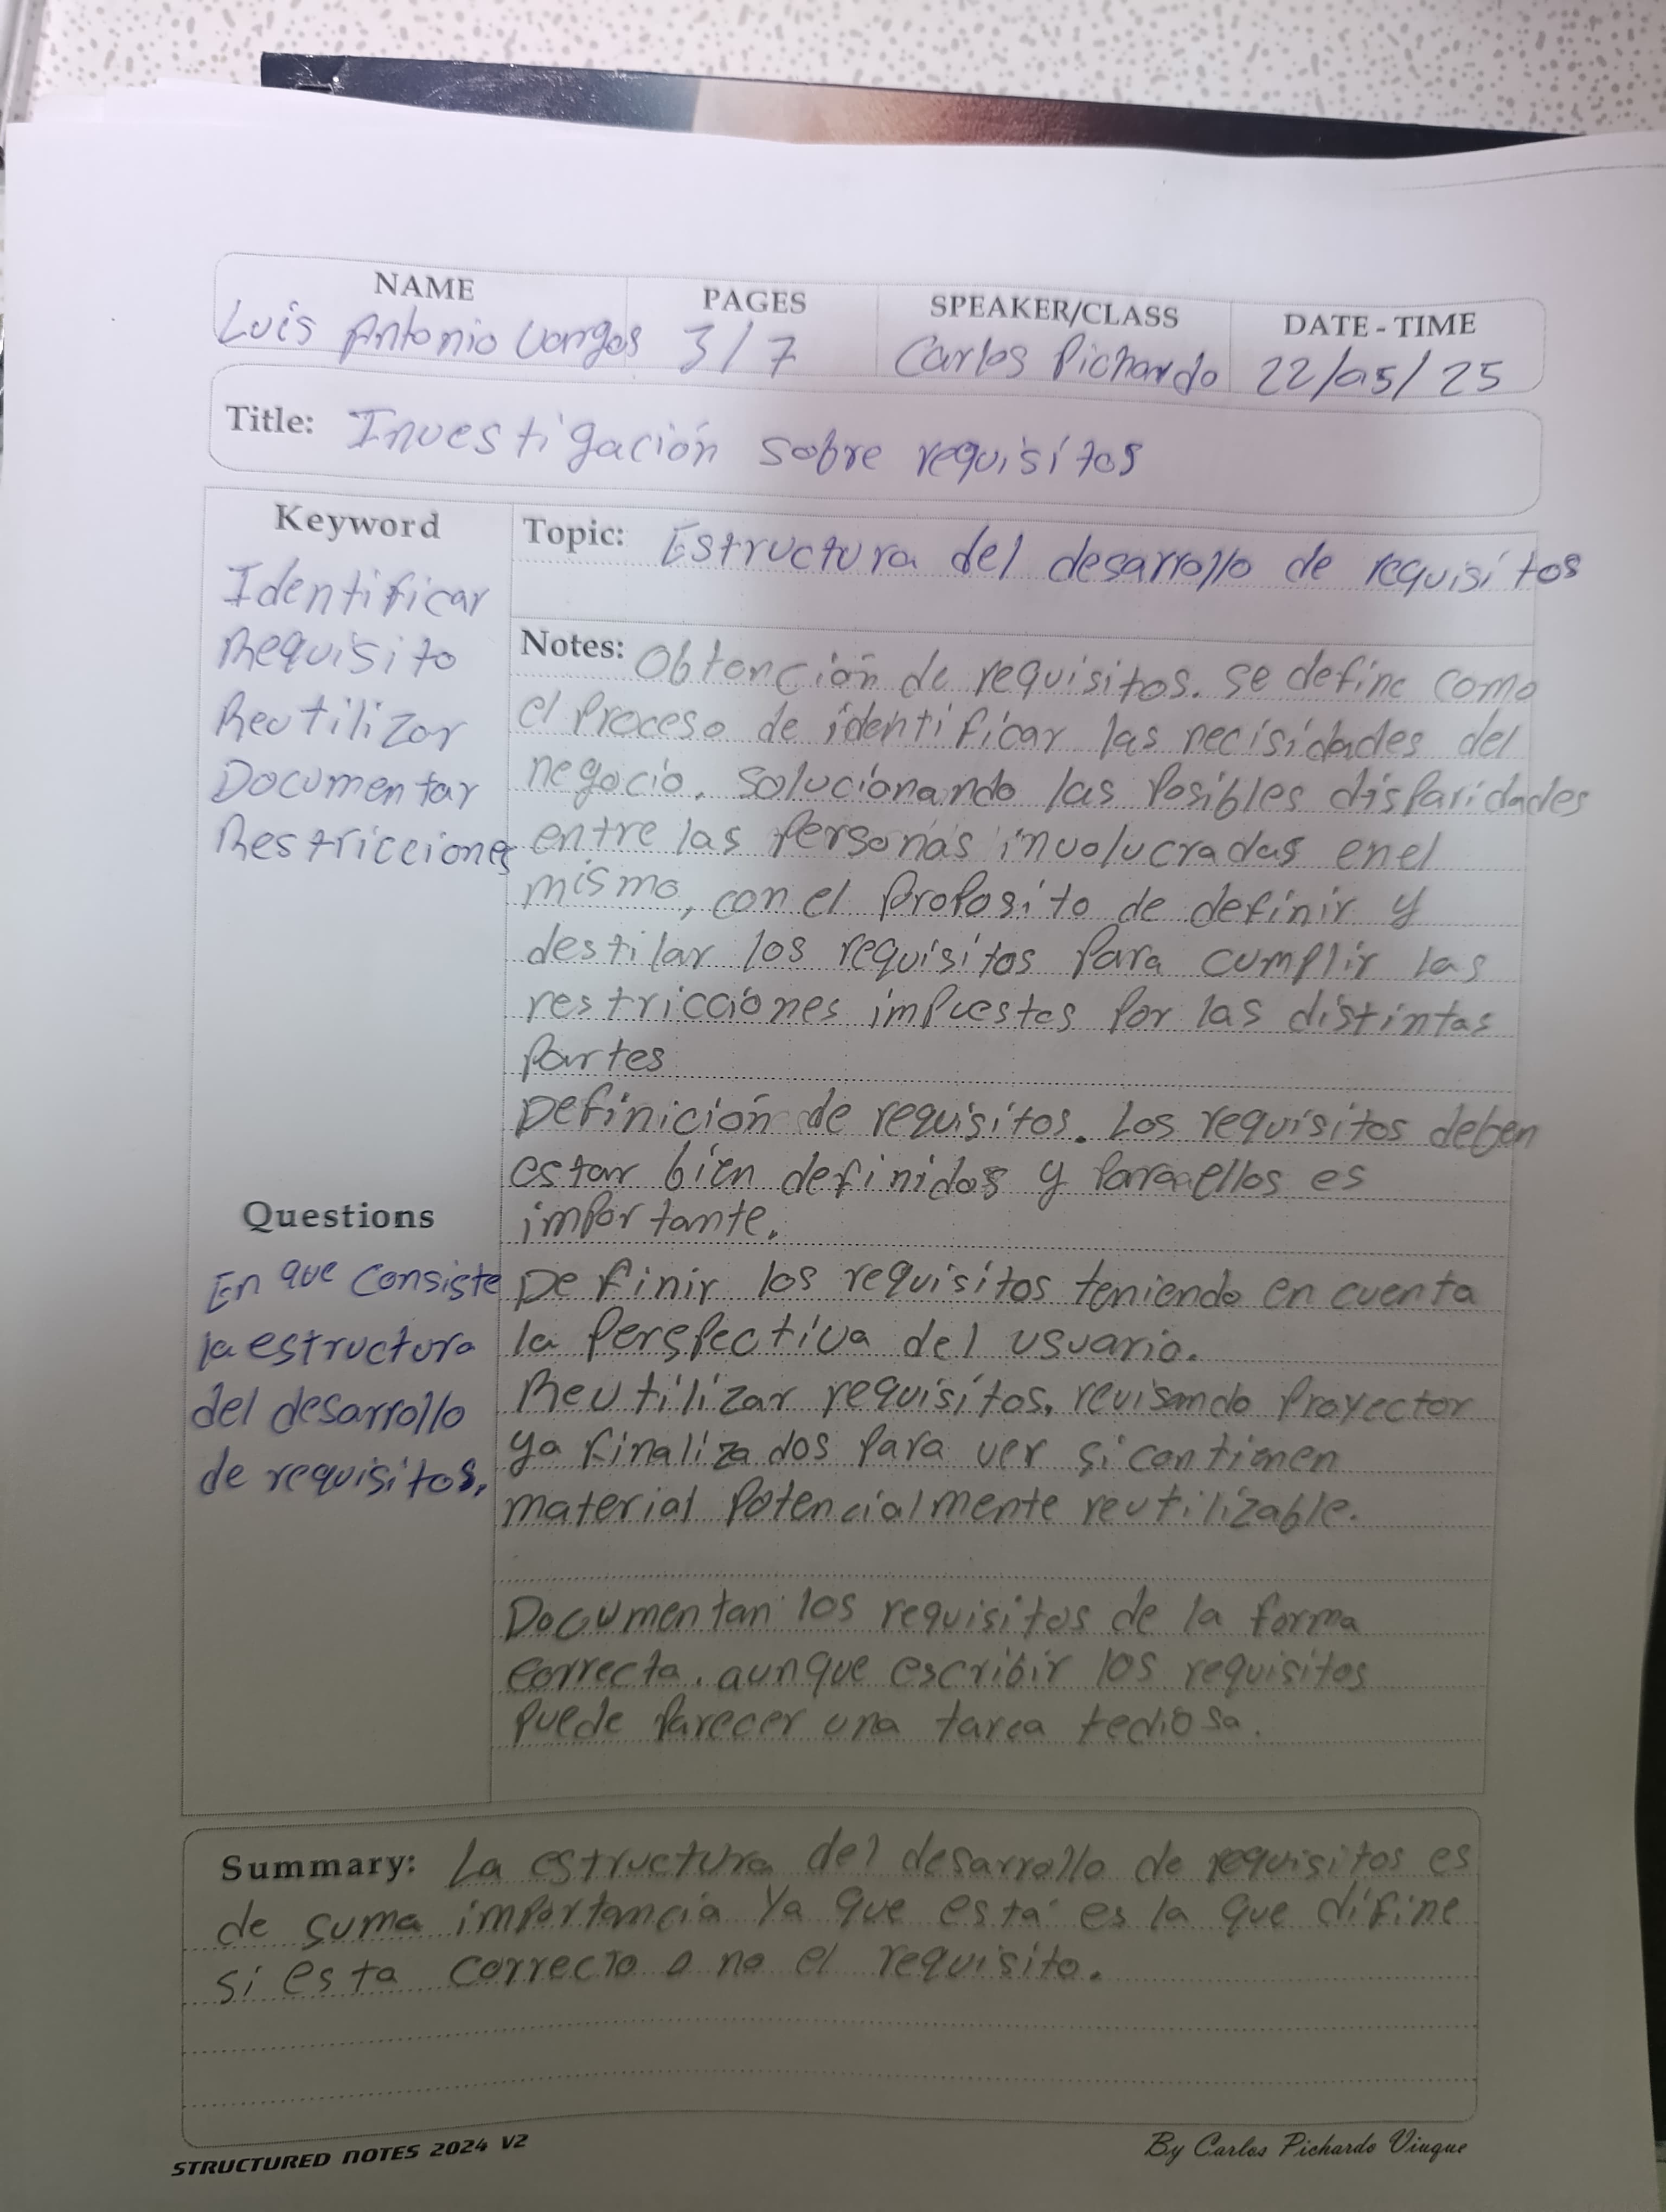 NAME PAGES SPEAKER/CLASS DATE - TIME
Luis Antonio Vargas 3/7 Carlos Pichardo 22/05/25
Title: Investigación sobre requisitos
Keyword
Identificar
Requisito
Reutilizar
Documentar
Restricciones
Questions
En que consiste
la estructura
del desarrollo
de requisitos.
Topic: Estructura del desarrollo de requisitos
Notes: Obtención de requisitos. se define como
el Proceso de identificar las necisidades del
negocio. solucionando las Posibles disparidades
entre las Personas involucradas en el
mismo, con el Proposito de definir y
destilar los requisitos Para cumplir las
restricciones impuestas Por las distintas
Partes
Definición de requisitos. Los requisitos deben
estar bien definidos y Para ellos es
importante.
Definir los requisitos teniendo en cuenta
la Perspectiva del usuario.
Reutilizar requisitos, revisando Proyector
ya finalizados Para ver si contienen
material Potencialmente reutilizable.
Documentan los requisitos de la forma
correcta. aunque escribir los requisitos
Puede Parecer una tarea tediosa.
Summary: La estructura del desarrollo de requisitos es
de suma importancia Ya que está es la que difine
si esta correcto o no el requisito.
STRUCTURED NOTES 2024 V2
By Carlos Pichardo Viuque